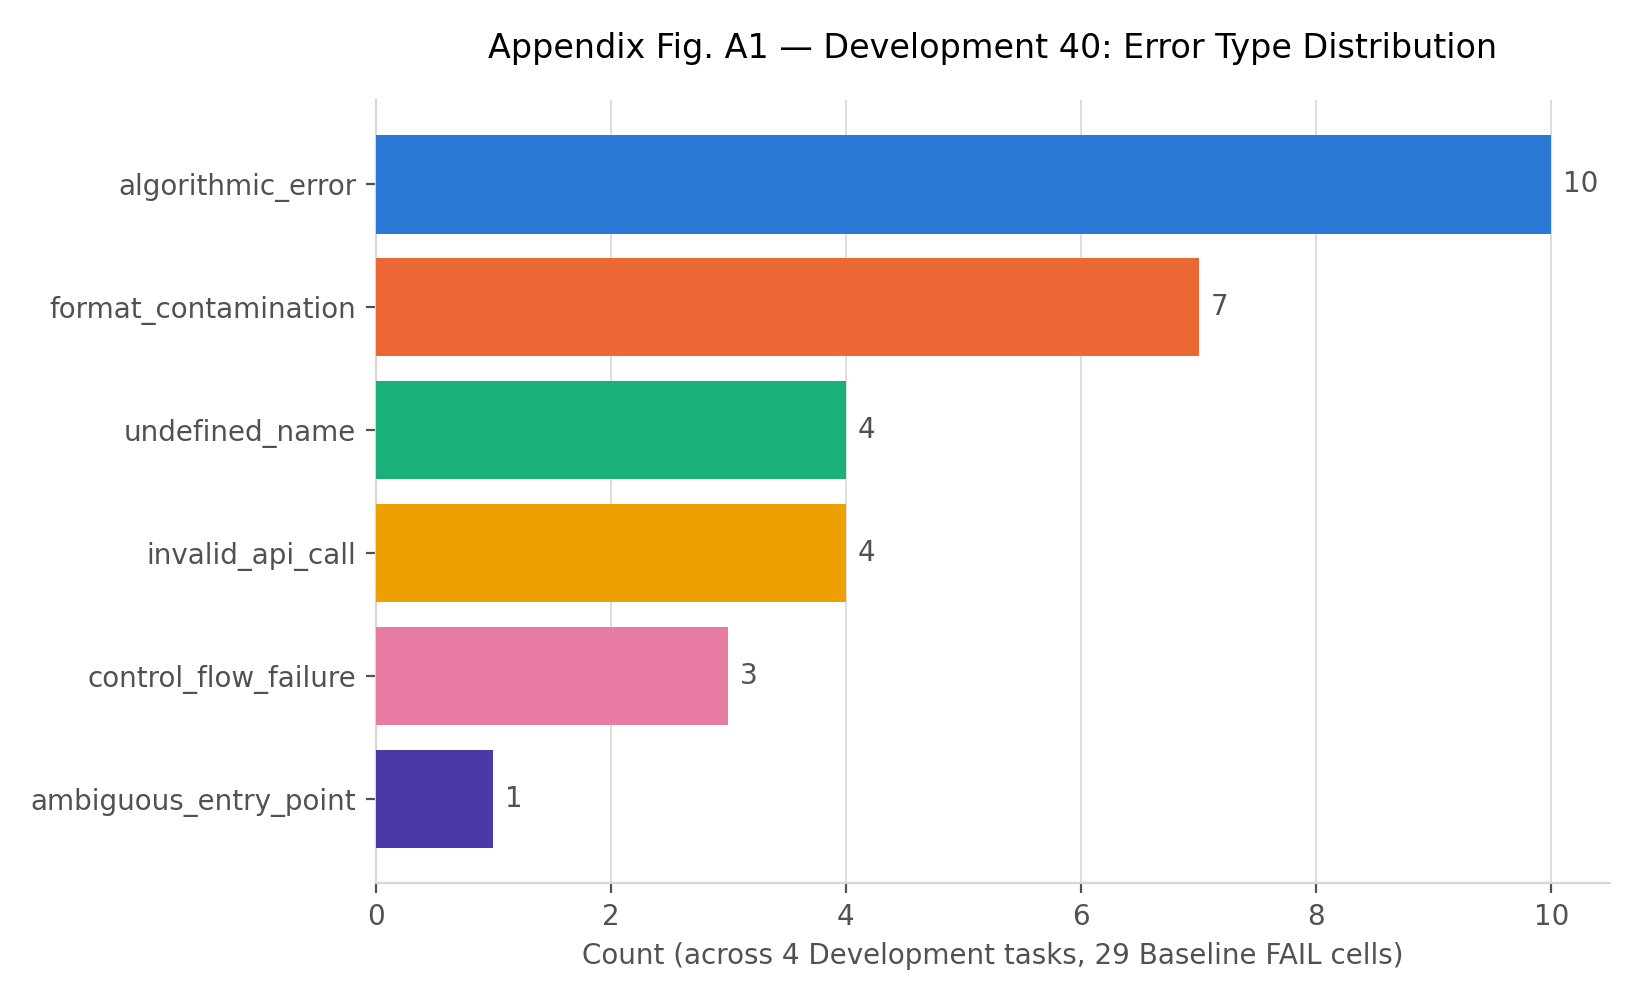 Appendix Fig. A1 — Development 40: Error Type Distribution
algorithmic_error
10
format_contamination
7
undefined_name
4
invalid_api_call
4
control_flow_failure
3
ambiguous_entry_point
1
0 2 4 6 8 10
Count (across 4 Development tasks, 29 Baseline FAIL cells)